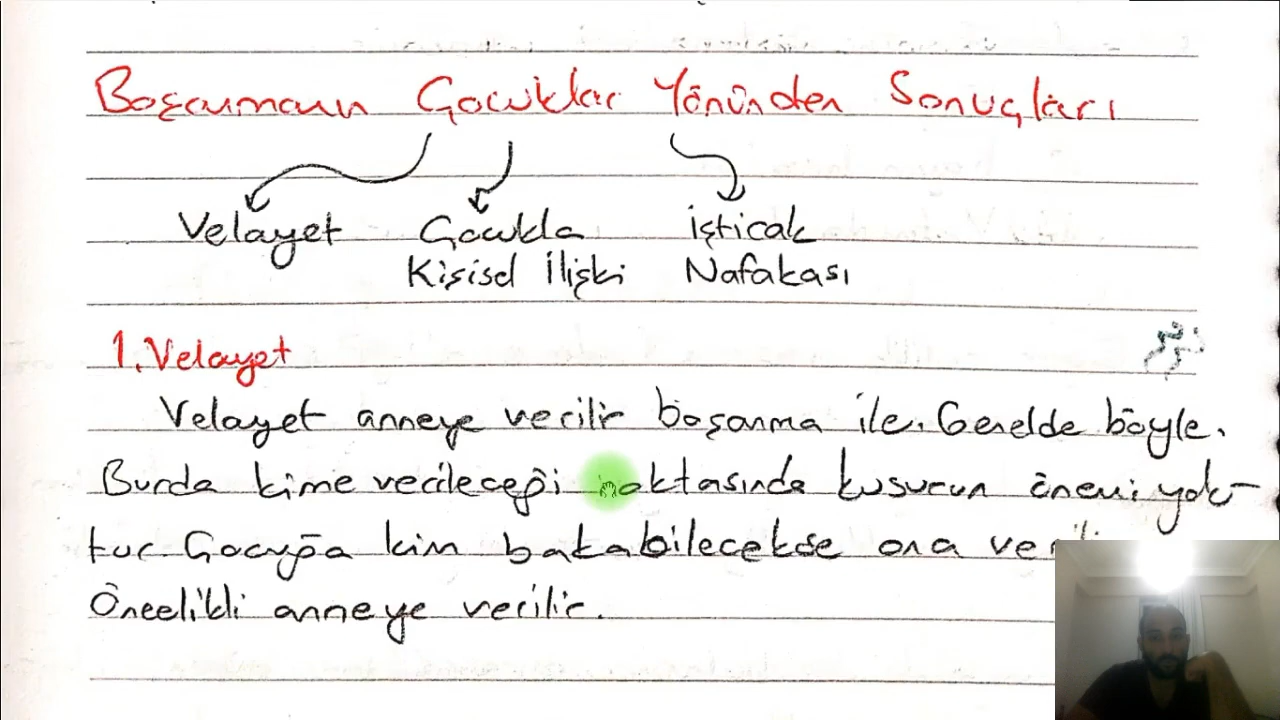 Boşanmanın Çocuklar Yönünden Sonuçları
Velayet Çocukla İştirak
Kişisel İlişki Nafakası
1. Velayet
Velayet anneye verilir boşanma ile. Genelde böyle.
Burda kime verileceği noktasında kusurun önemi yok-
tur. Çocuğa kim bakabilecekse ona
Öncelikli anneye verilir.